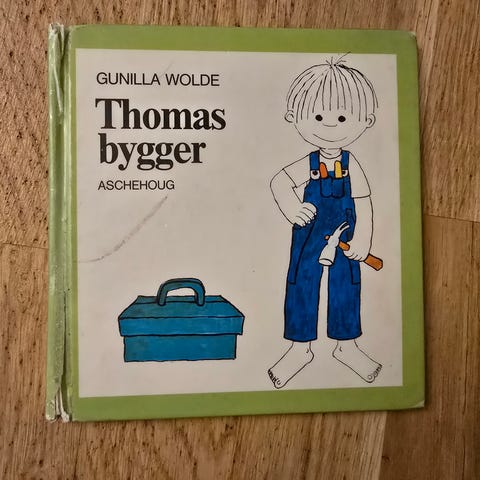 GUNILLA WOLDE
Thomas
bygger
ASCHEHOUG